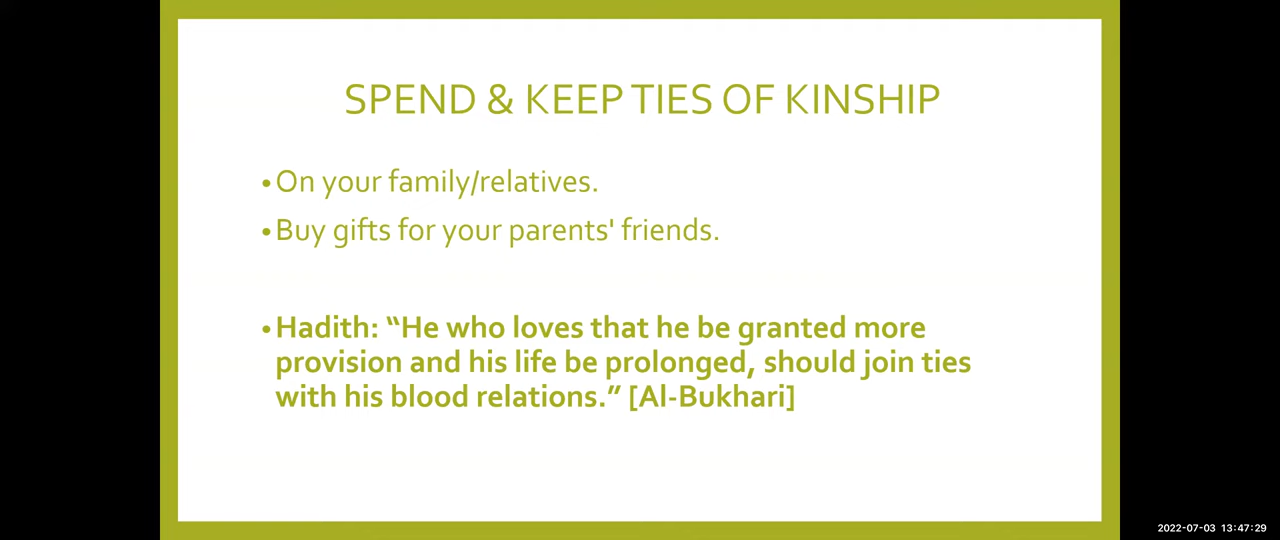 SPEND & KEEP TIES OF KINSHIP
•On your family/relatives.
•Buy gifts for your parents' friends.
•Hadith: “He who loves that he be granted more
provision and his life be prolonged, should join ties
with his blood relations.” [Al-Bukhari]
2022-07-03 13:47:29